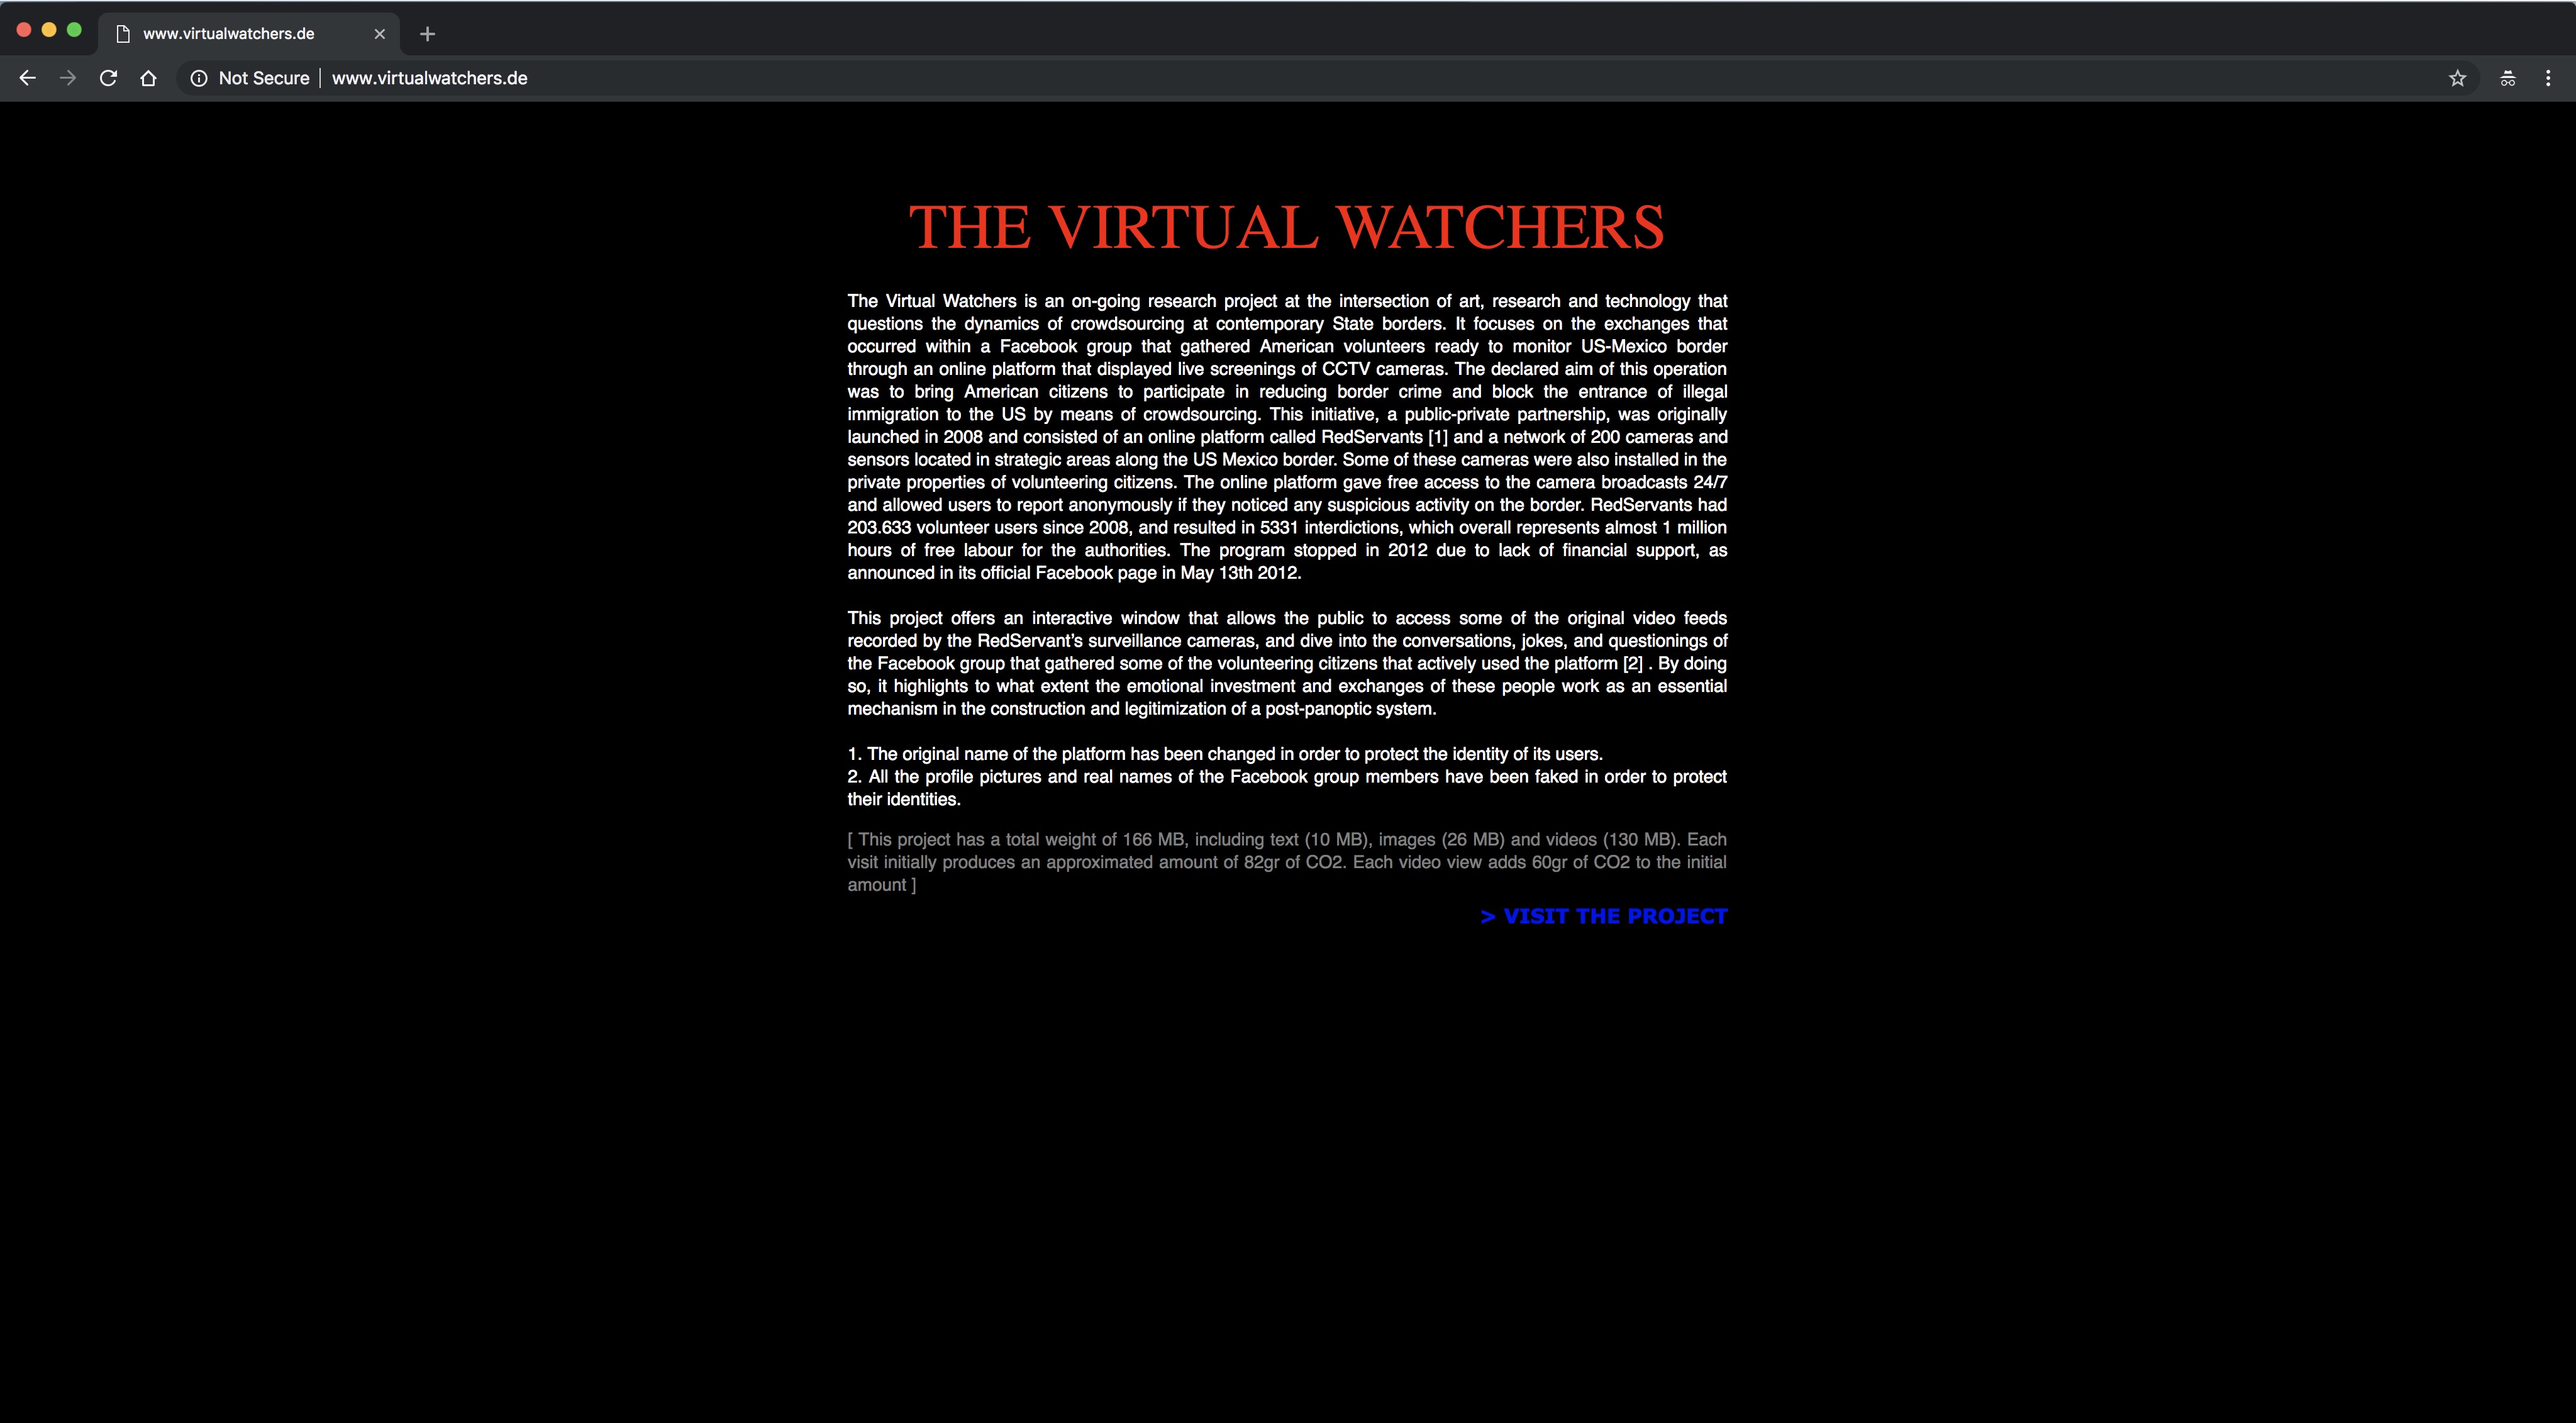 www.virtualwatchers.de
Not Secure | www.virtualwatchers.de
THE VIRTUAL WATCHERS
The Virtual Watchers is an on-going research project at the intersection of art, research and technology that
questions the dynamics of crowdsourcing at contemporary State borders. It focuses on the exchanges that
occurred within a Facebook group that gathered American volunteers ready to monitor US-Mexico border
through an online platform that displayed live screenings of CCTV cameras. The declared aim of this operation
was to bring American citizens to participate in reducing border crime and block the entrance of illegal
immigration to the US by means of crowdsourcing. This initiative, a public-private partnership, was originally
launched in 2008 and consisted of an online platform called RedServants [1] and a network of 200 cameras and
sensors located in strategic areas along the US Mexico border. Some of these cameras were also installed in the
private properties of volunteering citizens. The online platform gave free access to the camera broadcasts 24/7
and allowed users to report anonymously if they noticed any suspicious activity on the border. RedServants had
203.633 volunteer users since 2008, and resulted in 5331 interdictions, which overall represents almost 1 million
hours of free labour for the authorities. The program stopped in 2012 due to lack of financial support, as
announced in its official Facebook page in May 13th 2012.
This project offers an interactive window that allows the public to access some of the original video feeds
recorded by the RedServant’s surveillance cameras, and dive into the conversations, jokes, and questionings of
the Facebook group that gathered some of the volunteering citizens that actively used the platform [2] . By doing
so, it highlights to what extent the emotional investment and exchanges of these people work as an essential
mechanism in the construction and legitimization of a post-panoptic system.
1. The original name of the platform has been changed in order to protect the identity of its users.
2. All the profile pictures and real names of the Facebook group members have been faked in order to protect
their identities.
[ This project has a total weight of 166 MB, including text (10 MB), images (26 MB) and videos (130 MB). Each
visit initially produces an approximated amount of 82gr of CO2. Each video view adds 60gr of CO2 to the initial
amount ]
> VISIT THE PROJECT